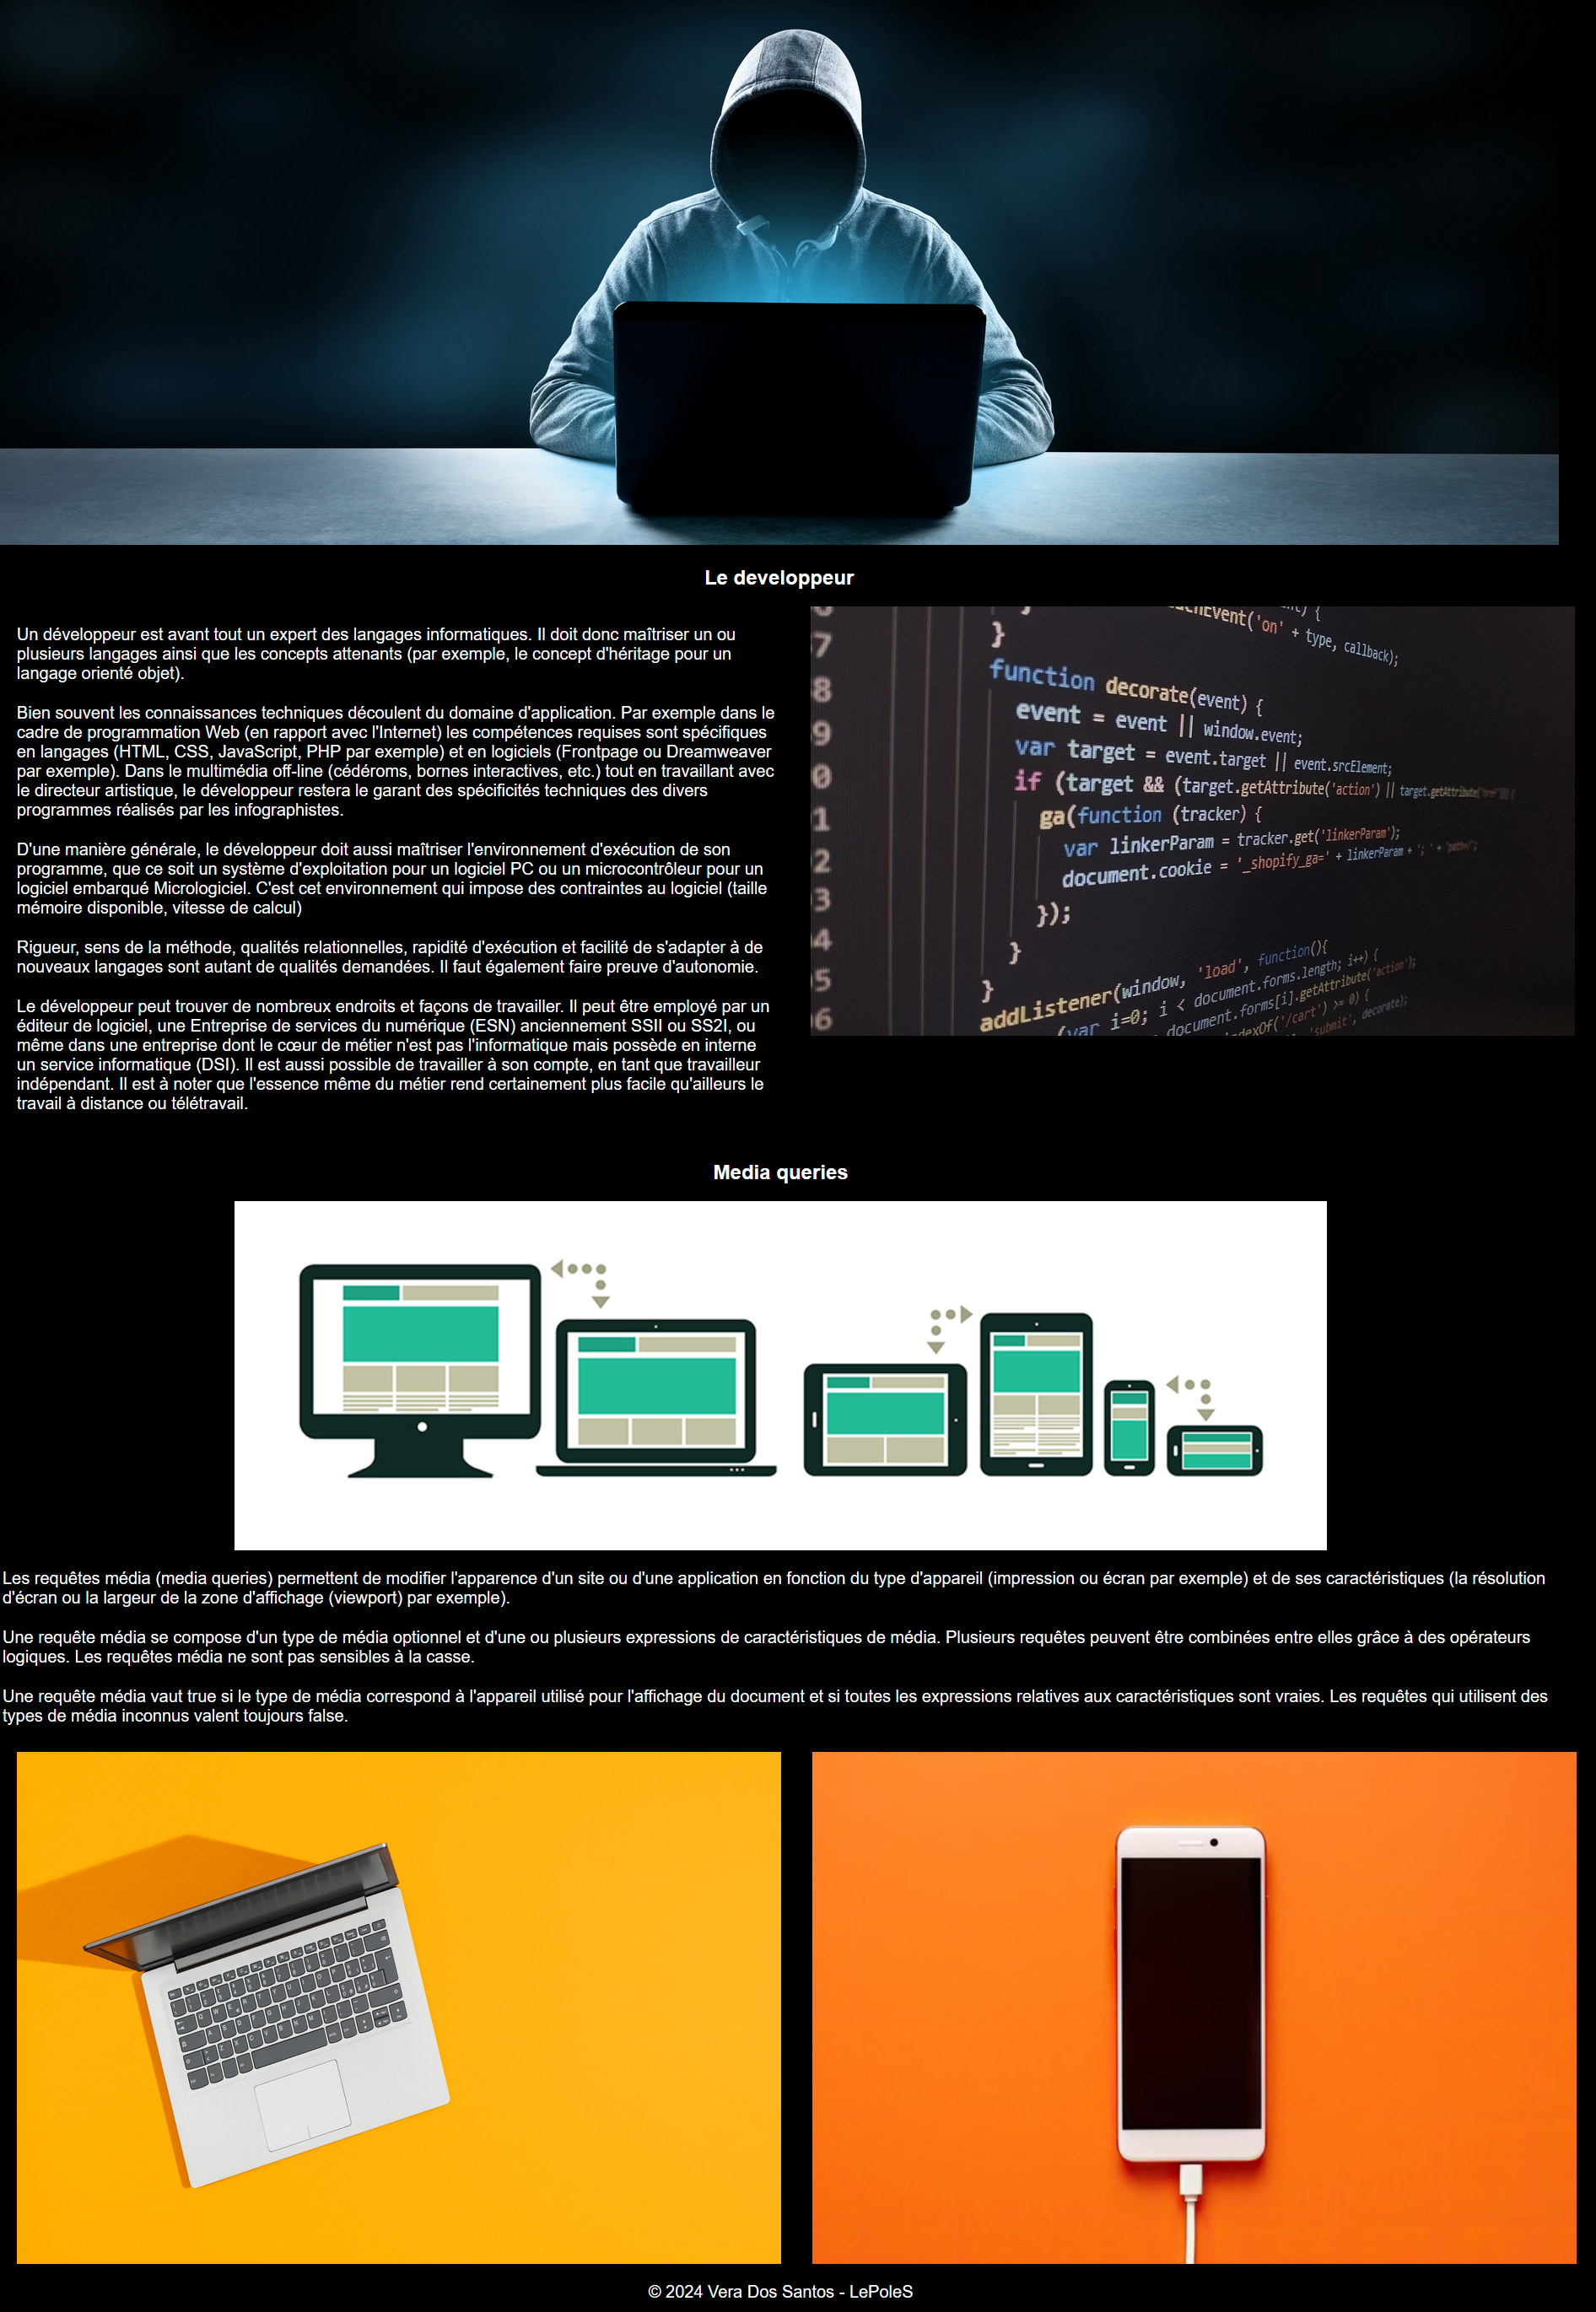 Le developpeur
Un développeur est avant tout un expert des langages informatiques. Il doit donc maîtriser un ou
plusieurs langages ainsi que les concepts attenants (par exemple, le concept d'héritage pour un
langage orienté objet).
Bien souvent les connaissances techniques découlent du domaine d'application. Par exemple dans le
cadre de programmation Web (en rapport avec l'Internet) les compétences requises sont spécifiques
en langages (HTML, CSS, JavaScript, PHP par exemple) et en logiciels (Frontpage ou Dreamweaver
par exemple). Dans le multimédia off-line (cédéroms, bornes interactives, etc.) tout en travaillant avec
le directeur artistique, le développeur restera le garant des spécificités techniques des divers
programmes réalisés par les infographistes.
D'une manière générale, le développeur doit aussi maîtriser l'environnement d'exécution de son
programme, que ce soit un système d'exploitation pour un logiciel PC ou un microcontrôleur pour un
logiciel embarqué Micrologiciel. C'est cet environnement qui impose des contraintes au logiciel (taille
mémoire disponible, vitesse de calcul)
Rigueur, sens de la méthode, qualités relationnelles, rapidité d'exécution et facilité de s'adapter à de
nouveaux langages sont autant de qualités demandées. Il faut également faire preuve d'autonomie.
Le développeur peut trouver de nombreux endroits et façons de travailler. Il peut être employé par un
éditeur de logiciel, une Entreprise de services du numérique (ESN) anciennement SSII ou SS2I, ou
même dans une entreprise dont le cœur de métier n'est pas l'informatique mais possède en interne
un service informatique (DSI). Il est aussi possible de travailler à son compte, en tant que travailleur
indépendant. Il est à noter que l'essence même du métier rend certainement plus facile qu'ailleurs le
travail à distance ou télétravail.
('on' + type, callback);
7 }
8 function decorate(event) {
9 event = event || window.event;
0 var target = event.target || event.srcElement;
if (target && (target.getAttribute('action') || target.getAttribute(
1 ga(function (tracker) {
2 var linkerParam = tracker.get('linkerParam');
document.cookie = '_shopify_ga=' + linkerParam + '; ' +
3 });
4 }
5 }
6 addListener(window, 'load', function(){
(var i=0; i < document.forms.length; i++) {
document.forms[i].getAttribute('action');
('/cart') >= 0) {
'submit', decorate);
Media queries
Les requêtes média (media queries) permettent de modifier l'apparence d'un site ou d'une application en fonction du type d'appareil (impression ou écran par exemple) et de ses caractéristiques (la résolution
d'écran ou la largeur de la zone d'affichage (viewport) par exemple).
Une requête média se compose d'un type de média optionnel et d'une ou plusieurs expressions de caractéristiques de média. Plusieurs requêtes peuvent être combinées entre elles grâce à des opérateurs
logiques. Les requêtes média ne sont pas sensibles à la casse.
Une requête média vaut true si le type de média correspond à l'appareil utilisé pour l'affichage du document et si toutes les expressions relatives aux caractéristiques sont vraies. Les requêtes qui utilisent des
types de média inconnus valent toujours false.
© 2024 Vera Dos Santos - LePoleS